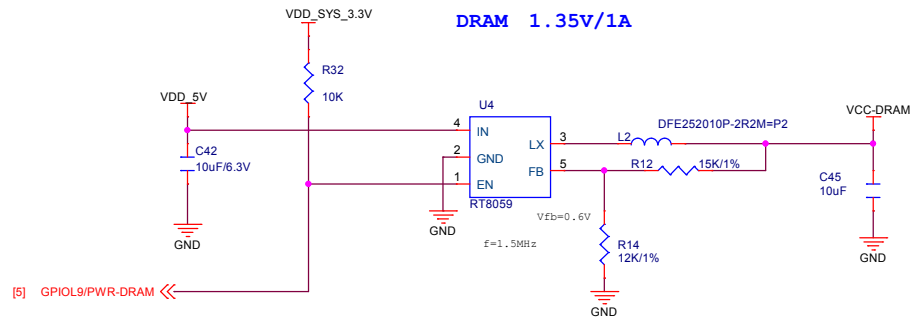 VDD_SYS_3.3V
DRAM 1.35V/1A
R32
10K
VDD_5V
U4
VCC-DRAM
4
IN
DFE252010P-2R2M=P2
C42
10uF/6.3V
2
GND
LX
3
L2
1
EN
FB
5
R12
15K/1%
C45
10uF
RT8059
Vfb=0.6V
GND
GND
f=1.5MHz
R14
12K/1%
GND
[5] GPIOL9/PWR-DRAM
GND